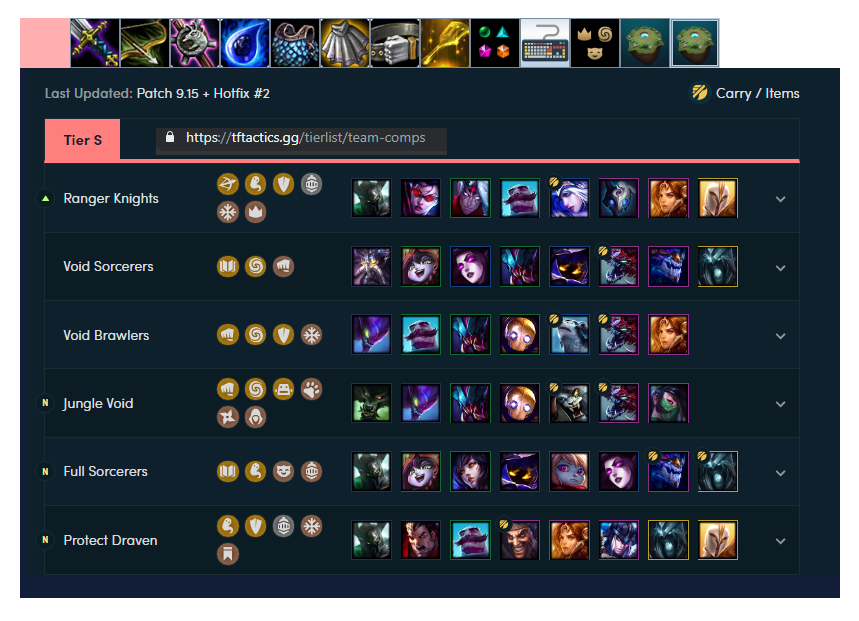 Last Updated: Patch 9.15 + Hotfix #2
Carry / Items
Tier S
https://tftactics.gg/tierlist/team-comps
Ranger Knights
Void Sorcerers
Void Brawlers
N Jungle Void
N Full Sorcerers
N Protect Draven